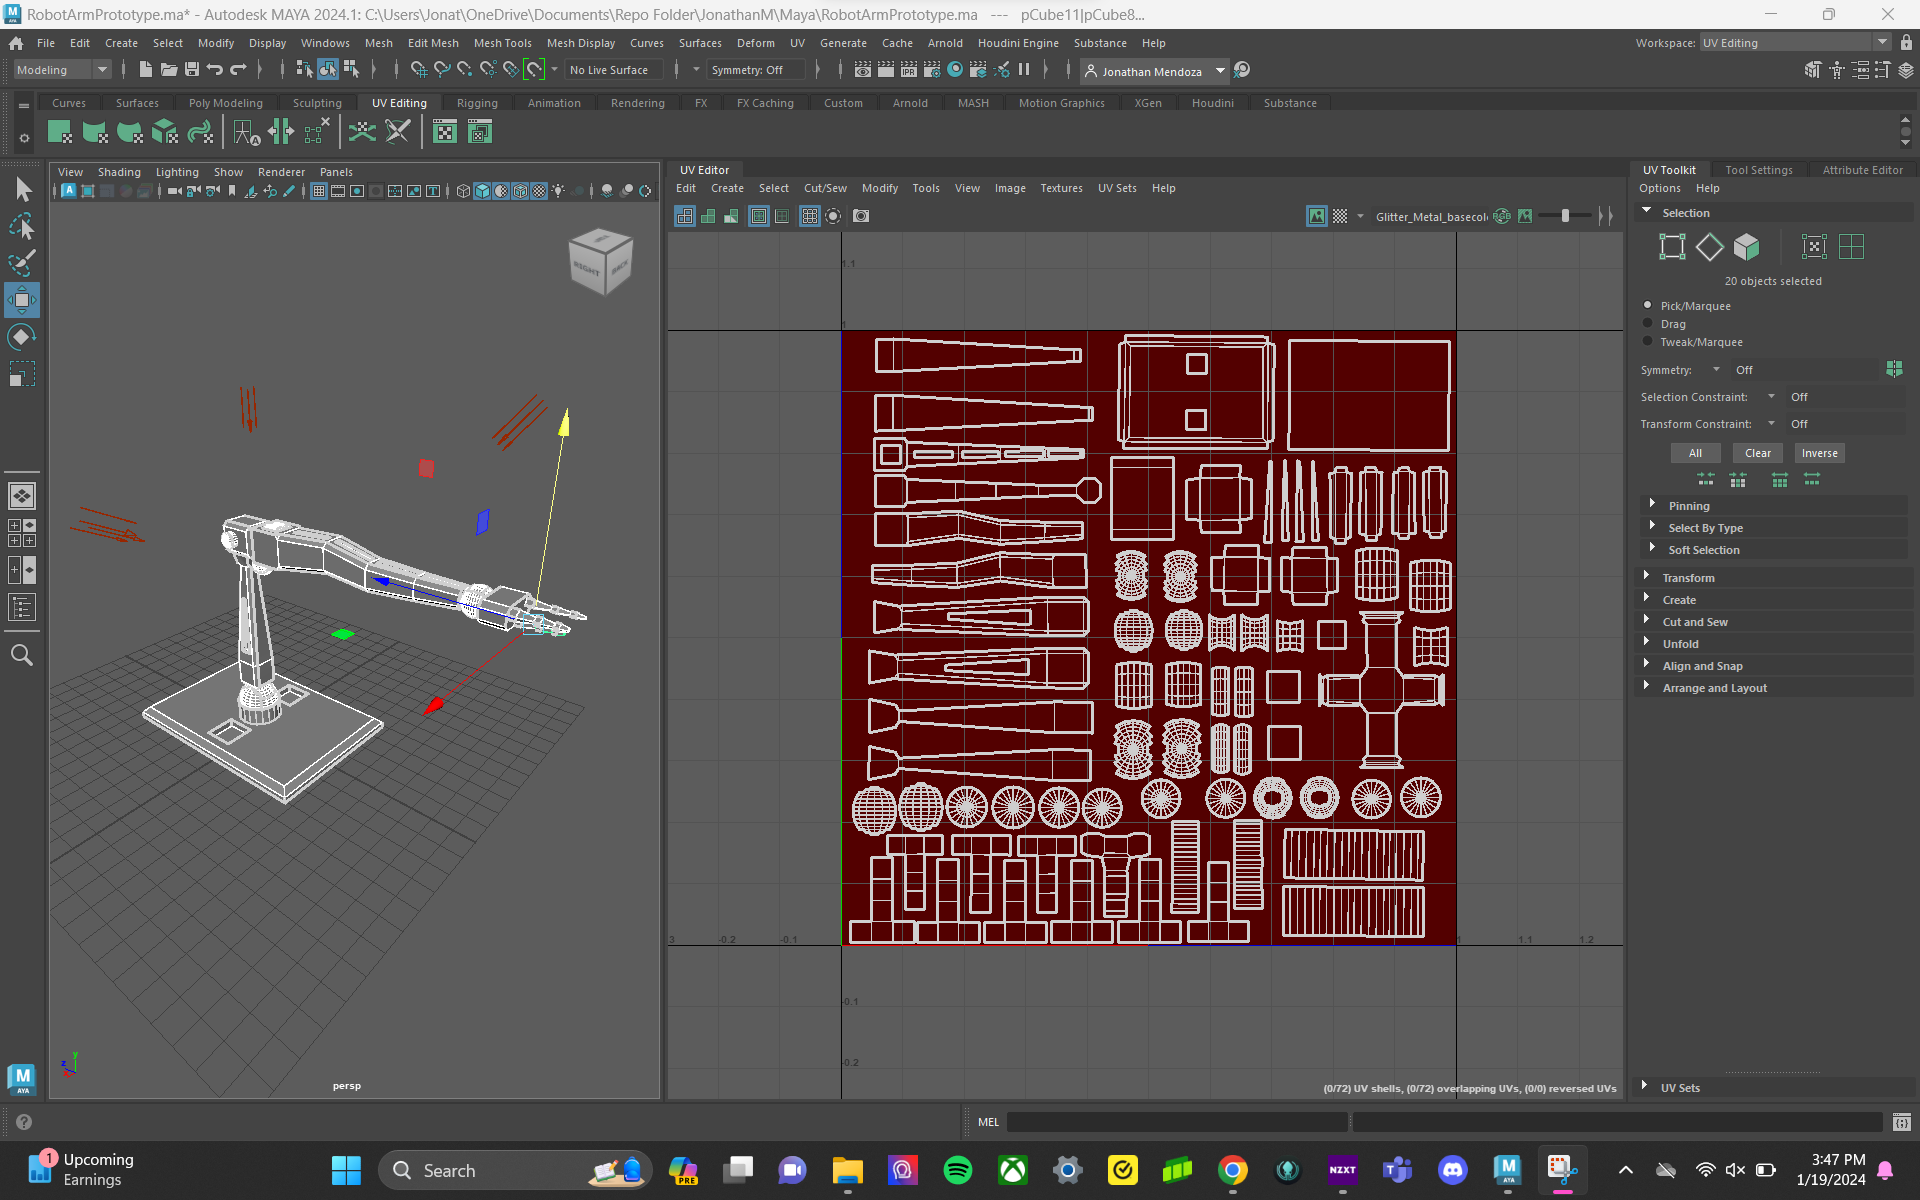 RobotArmPrototype.ma* - Autodesk MAYA 2024.1: C:\Users\Jonat\OneDrive\Documents\Repo Folder\JonathanM\Maya\RobotArmPrototype.ma --- pCube11|pCube8...
File Edit Create Select Modify Display Windows Mesh Edit Mesh Mesh Tools Mesh Display Curves Surfaces Deform UV Generate Cache Arnold Houdini Engine Substance Help
Workspace: UV Editing
Modeling No Live Surface Symmetry: Off IPR Jonathan Mendoza
Curves Surfaces Poly Modeling Sculpting UV Editing Rigging Animation Rendering FX FX Caching Custom Arnold MASH Motion Graphics XGen Houdini Substance
View Shading Lighting Show Renderer Panels
RIGHT BACK
persp
UV Editor
Edit Create Select Cut/Sew Modify Tools View Image Textures UV Sets Help
Glitter_Metal_basecol
1.1
1
3 -0.2 -0.1 1 1.1 1.2
-0.1
-0.2
(0/72) UV shells, (0/72) overlapping UVs, (0/0) reversed UVs
UV Toolkit Tool Settings Attribute Editor
Options Help
Selection
20 objects selected
Pick/Marquee
Drag
Tweak/Marquee
Symmetry: Off
Selection Constraint: Off
Transform Constraint: Off
All Clear Inverse
Pinning
Select By Type
Soft Selection
Transform
Create
Cut and Sew
Unfold
Align and Snap
Arrange and Layout
UV Sets
MEL
1
Upcoming
Earnings
Search
PRE
NZXT
M
AYA
3:47 PM
1/19/2024